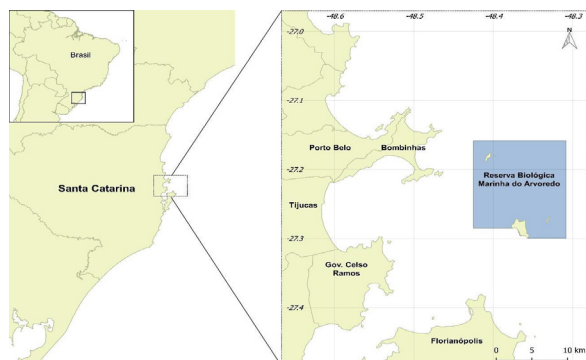 Brasil
Santa Catarina
-48.6 -48.5 -48.4 -48.3
-27.0
N
-27.1
Porto Belo Bombinhas
-27.2
Reserva Biológica
Marinha do Arvoredo
Tijucas
-27.3
Gov. Celso
Ramos
-27.4
Florianópolis
0 5 10 km